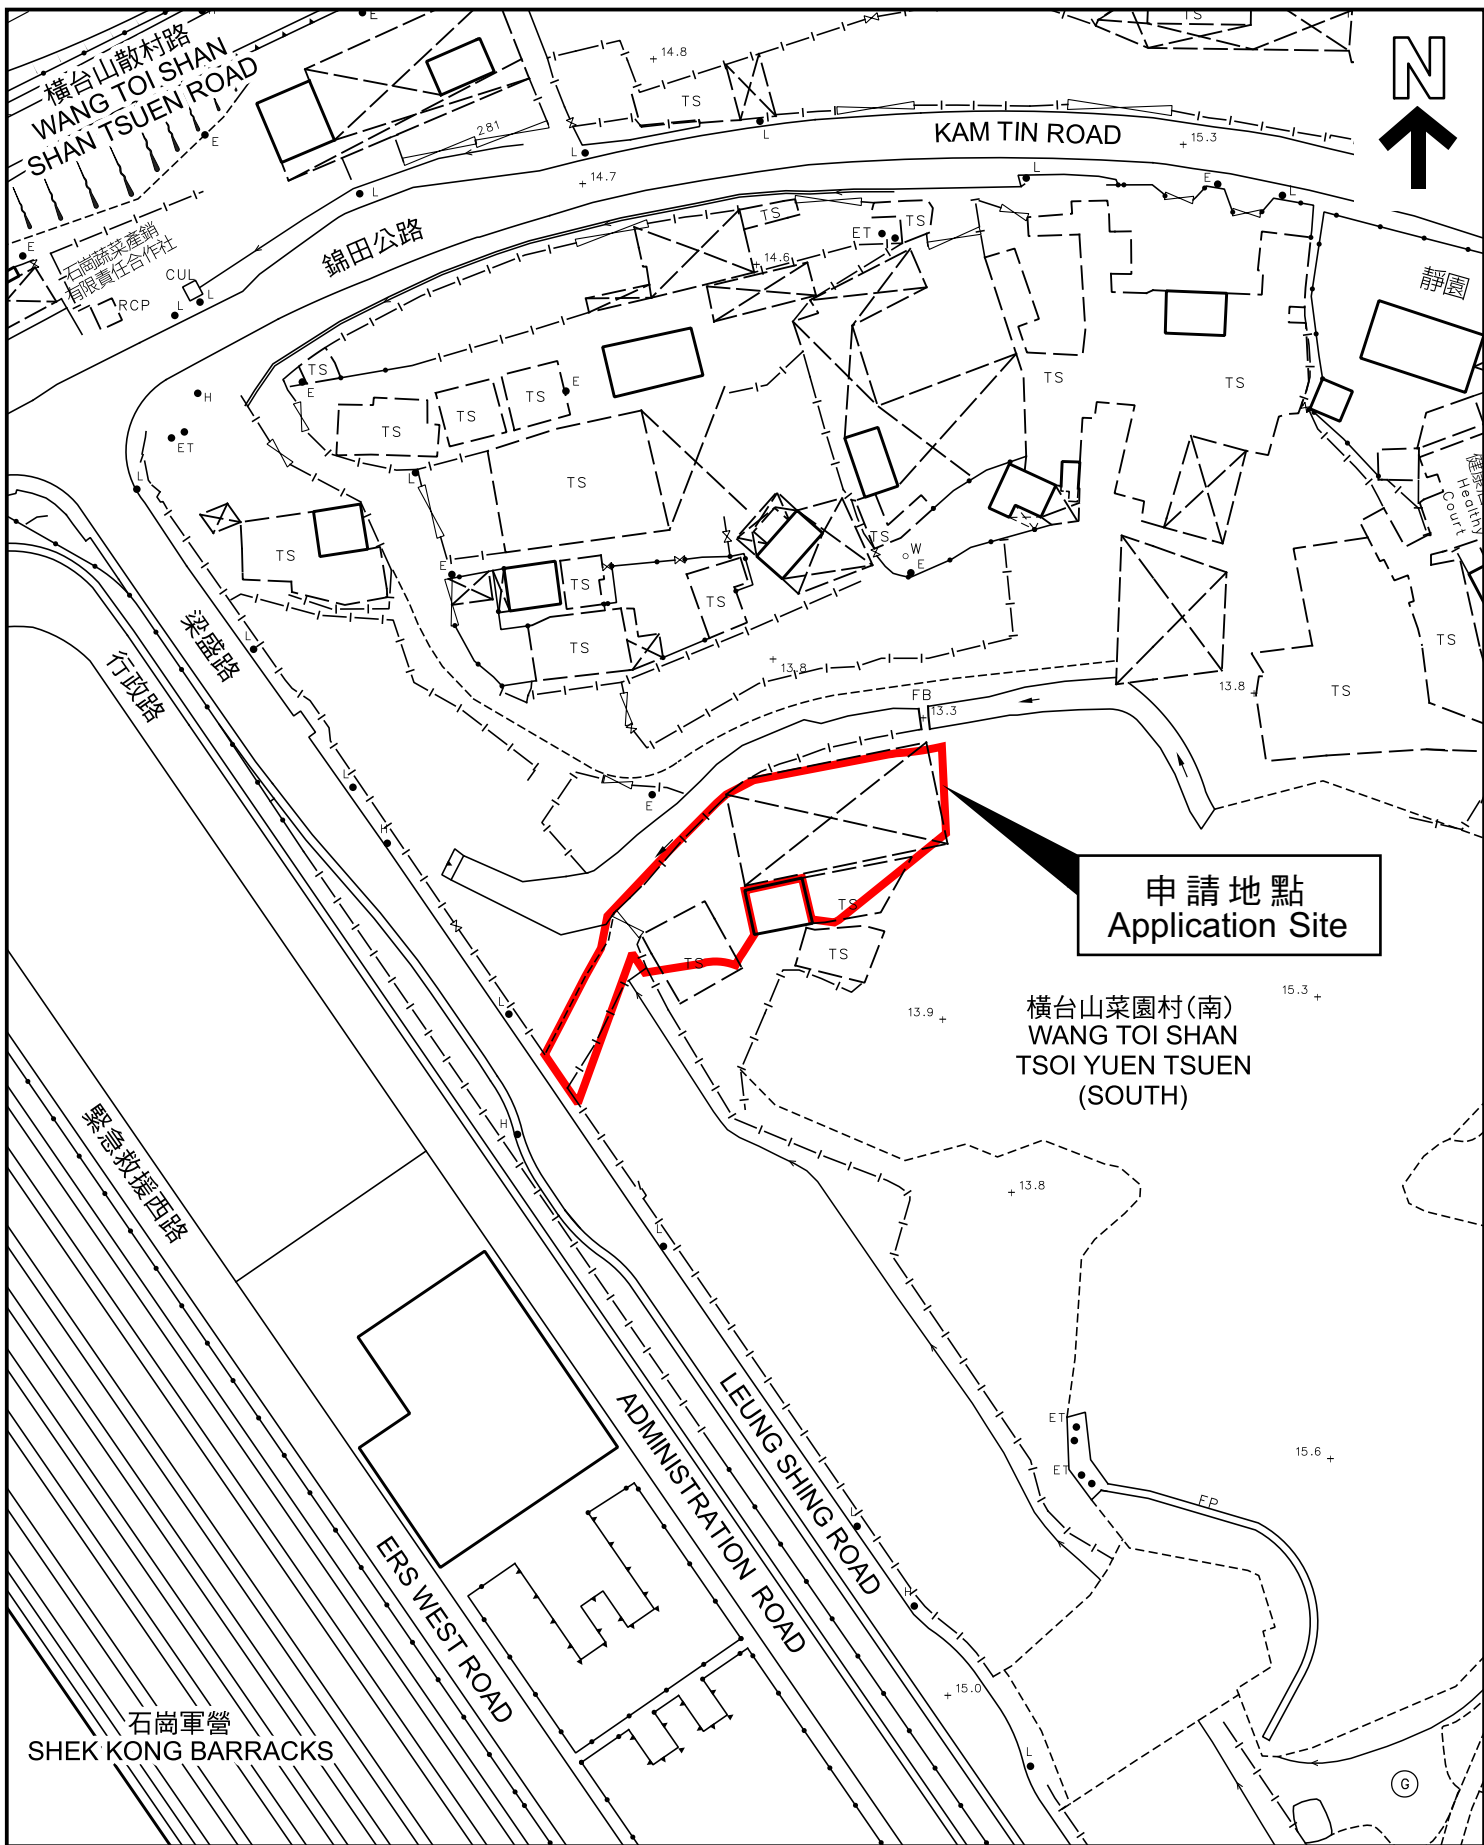 橫台山散村路
WANG TOI SHAN
SHAN TSUEN ROAD
E
E
14.8
TS
TS
N
L
KAM TIN ROAD
15.3
281
L
14.7
E
L
錦田公路
石崗蔬菜產銷
有限責任合作社
CUL
L
RCP
L
E
TS
ET
TS
14.6
L
E
L
靜園
TS
E
E
H
ET
TS
TS
TS
TS
TS
健康
Healthy
Court
L
L
TS
TS
TS
W
E
E
TS
TS
TS
梁盛路
L
行政路
13.8
13.8
TS
TS
FB
13.3
L
E
H
申請地點
Application Site
TS
TS
TS
橫台山菜園村(南)
WANG TOI SHAN
TSOI YUEN TSUEN
(SOUTH)
15.3
13.9
L
H
緊急救援西路
13.8
L
LEUNG SHING ROAD
ADMINISTRATION ROAD
ERS WEST ROAD
ET
ET
15.6
FP
L
H
15.0
L
石崗軍營
SHEK KONG BARRACKS
G